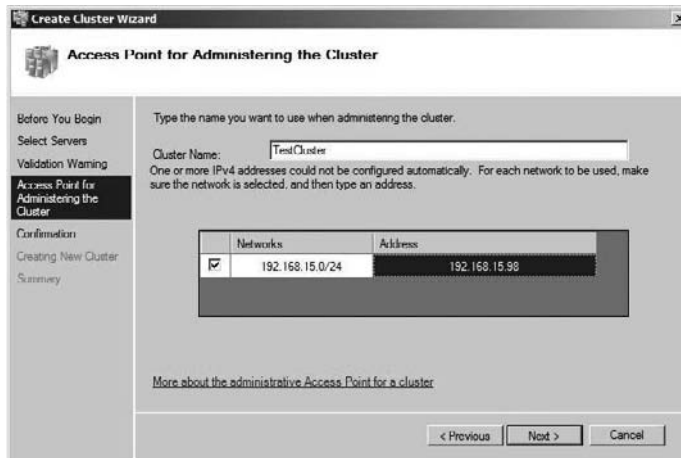 Create Cluster Wizard
Access Point for Administering the Cluster
Before You Begin
Select Servers
Validation Warning
Access Point for
Administering the
Cluster
Confirmation
Creating New Cluster
Summary
Type the name you want to use when administering the cluster.
Cluster Name:
TestCluster
One or more IPv4 addresses could not be configured automatically. For each network to be used, make
sure the network is selected, and then type an address.
Networks Address
192.168.15.0/24 192.168.15.98
More about the administrative Access Point for a cluster
< Previous Next > Cancel